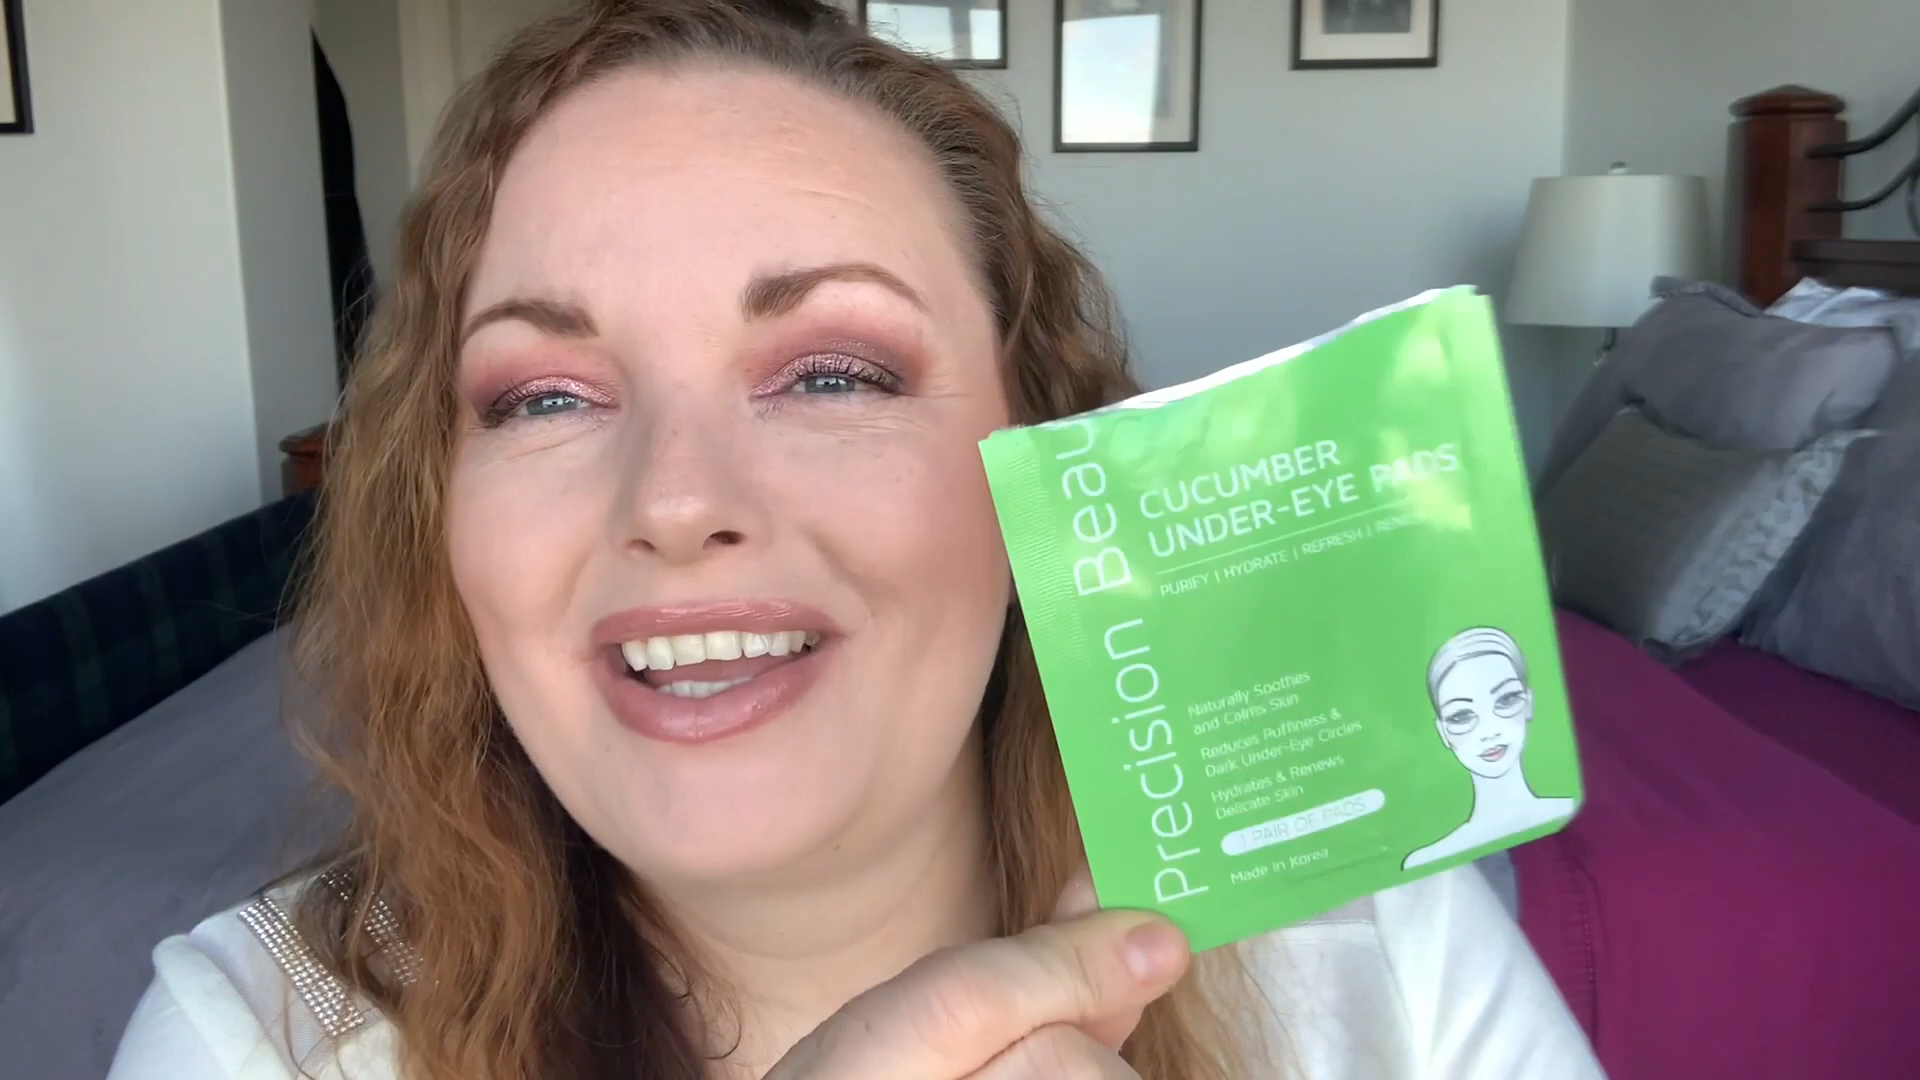 Precision Beau
CUCUMBER
UNDER-EYE PADS
PURIFY | HYDRATE | REFRESH |
Naturally Soothes
and Calms Skin
Reduces Puffiness &
Dark Under-Eye Circles
Hydrates & Renews
Delicate Skin
1 PAIR OF PADS
Made in Korea